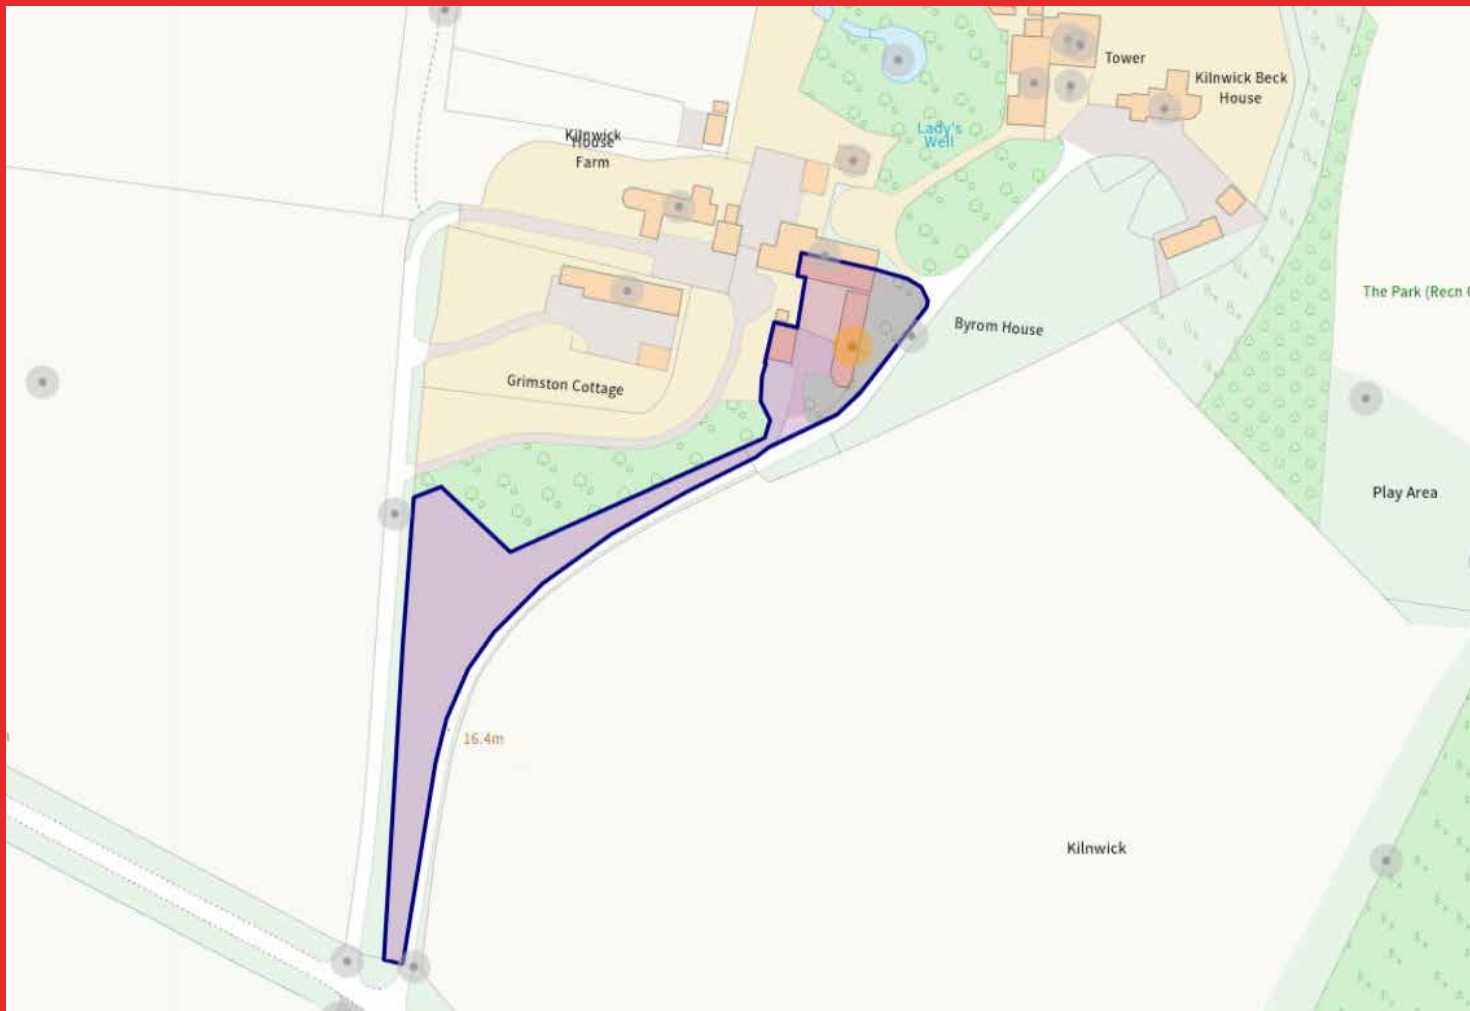 Tower
Kilnwick Beck
House
Kilnwick
House
Farm
Lady's
Well
The Park (Recn
Byrom House
Grimston Cottage
Play Area
16.4m
Kilnwick